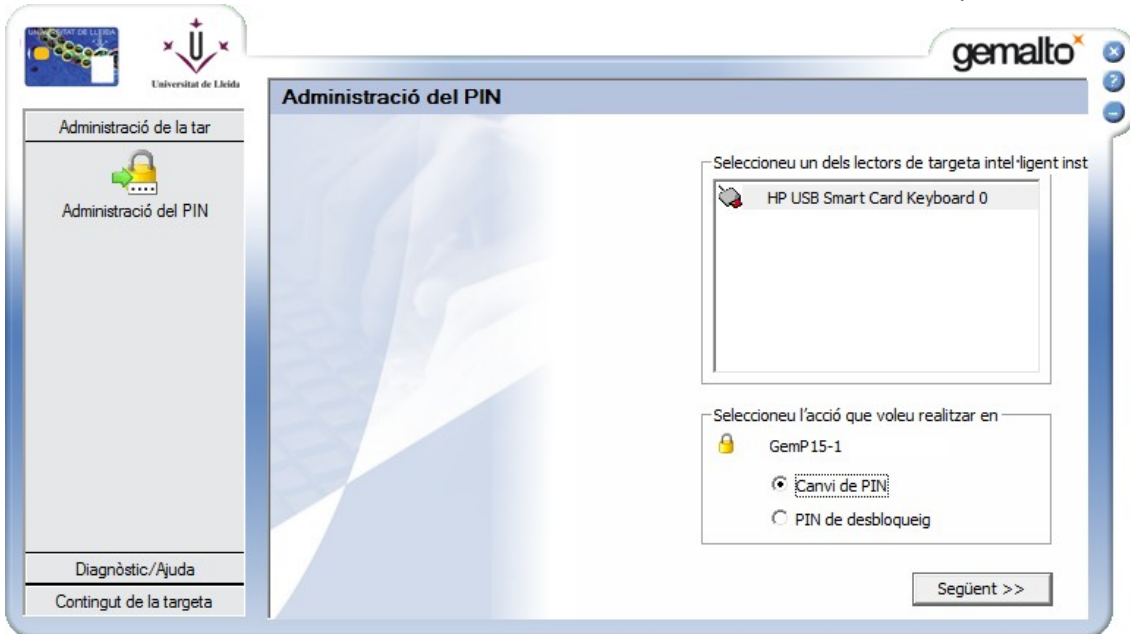 UNIVERSITAT DE LLEIDA
Universitat de Lleida
gemalto
Administració del PIN
Administració de la tar
Administració del PIN
Seleccioneu un dels lectors de targeta intel·ligent inst
HP USB Smart Card Keyboard 0
Seleccioneu l’acció que voleu realitzar en
GemP15-1
Canvi de PIN
PIN de desbloqueig
Diagnòstic/Ajuda
Contingut de la targeta
Següent >>